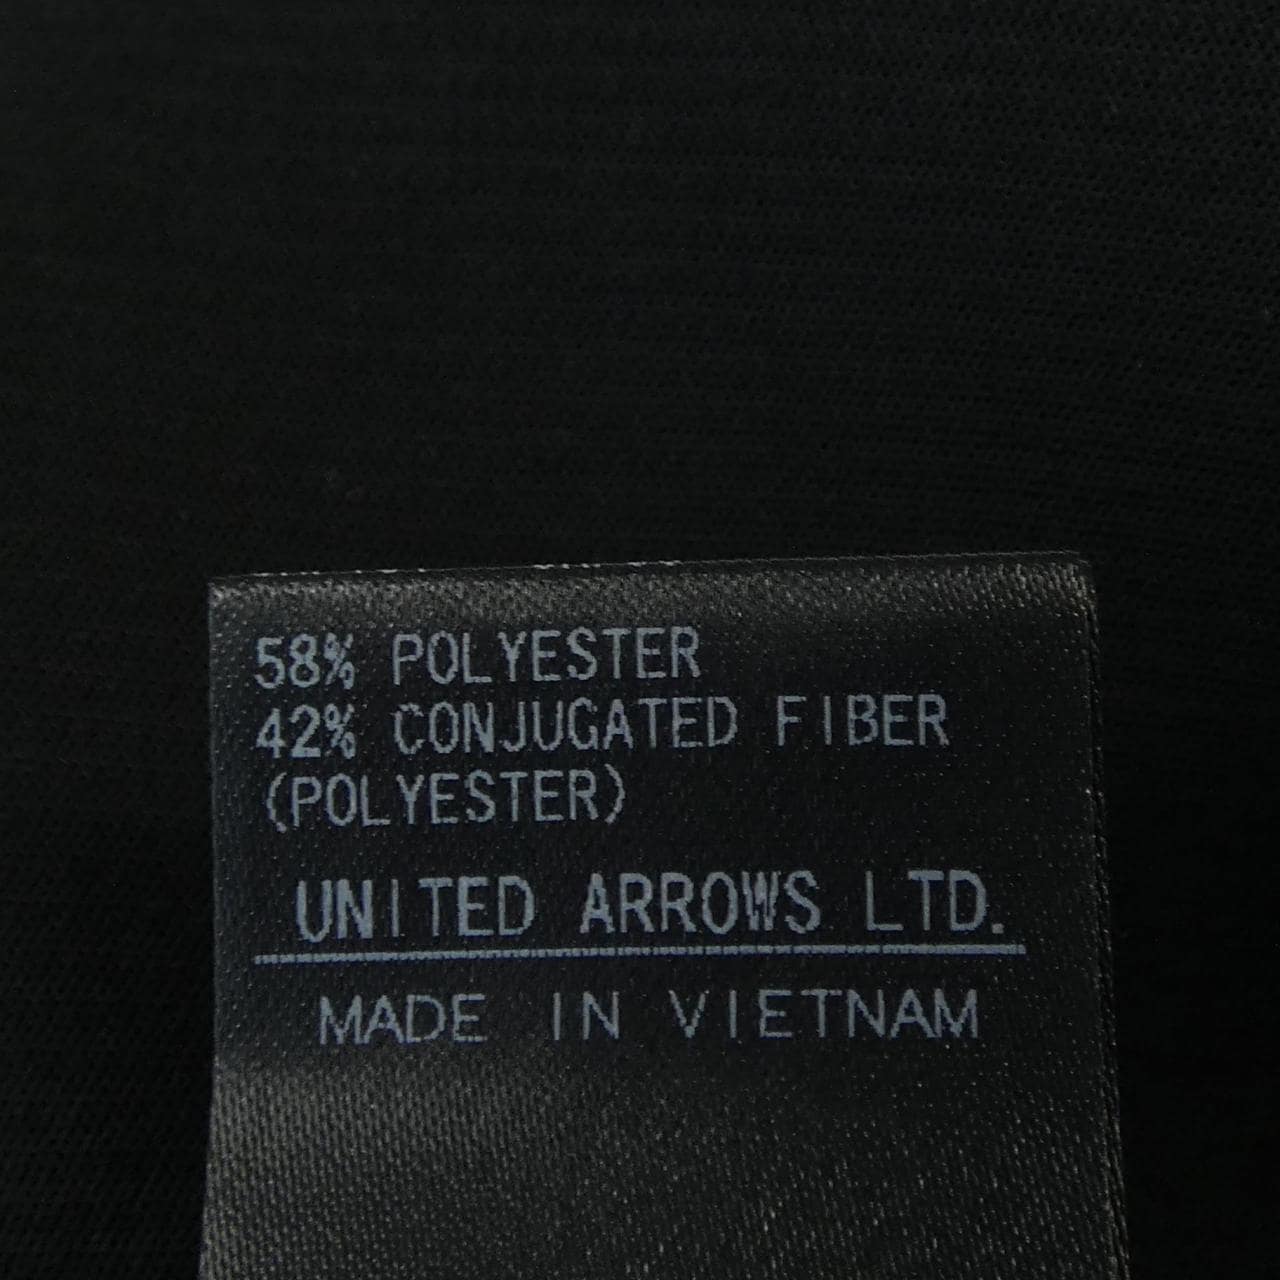 58% POLYESTER
42% CONJUGATED FIBER
(POLYESTER)
UNITED ARROWS LTD.
MADE IN VIETNAM